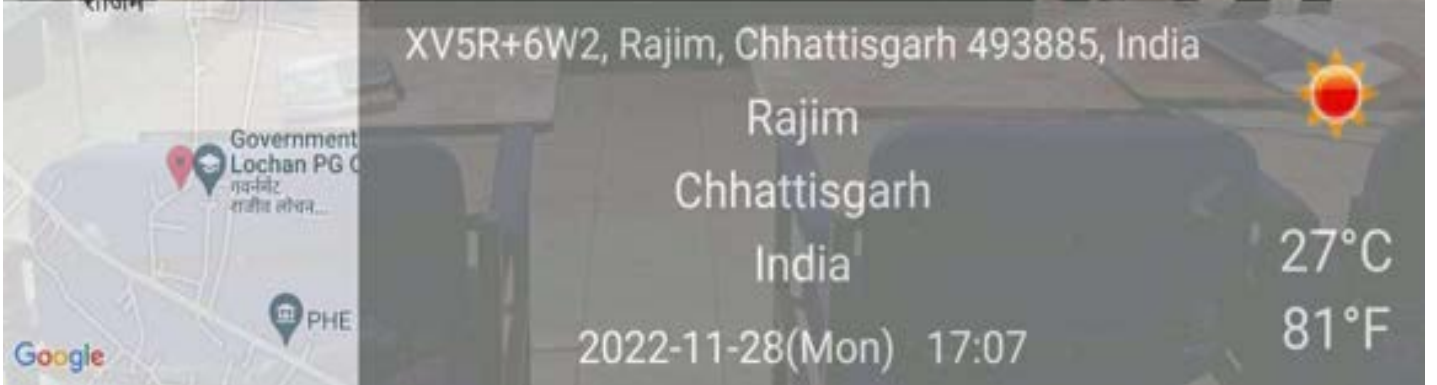 राजिम
XV5R+6W2, Rajim, Chhattisgarh 493885, India
Rajim
Chhattisgarh
India
2022-11-28(Mon) 17:07
27°C
81°F
Government
Lochan PG C
गवर्नमेंट
राजीव लोचन...
PHE
Google